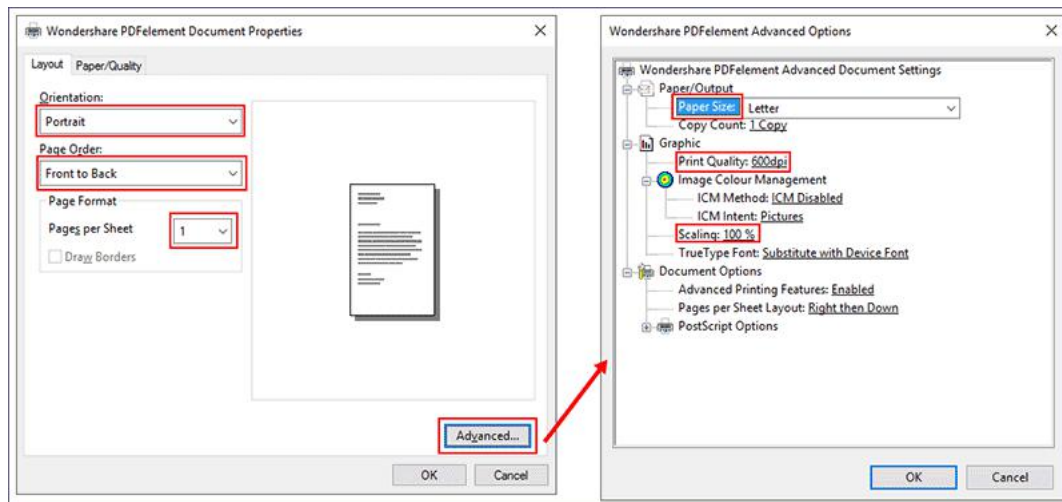 Wondershare PDFelement Document Properties
Layout Paper/Quality
Orientation:
Portrait
Page Order:
Front to Back
Page Format
Pages per Sheet 1
Draw Borders
Advanced...
OK Cancel
Wondershare PDFelement Advanced Options
Wondershare PDFelement Advanced Document Settings
Paper/Output
Paper Size: Letter
Copy Count: 1 Copy
Graphic
Print Quality: 600dpi
Image Colour Management
ICM Method: ICM Disabled
ICM Intent: Pictures
Scaling: 100 %
TrueType Font: Substitute with Device Font
Document Options
Advanced Printing Features: Enabled
Pages per Sheet Layout: Right then Down
PostScript Options
OK Cancel